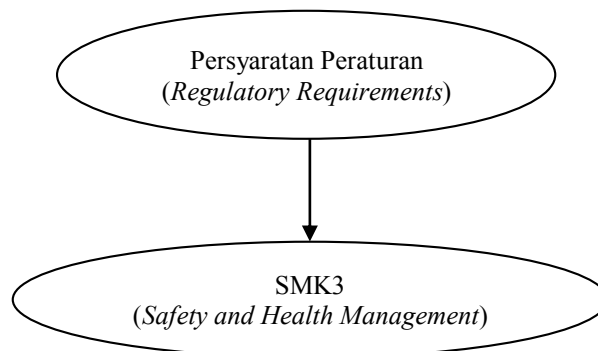 Persyaratan Peraturan
(Regulatory Requirements)
SMK3
(Safety and Health Management)